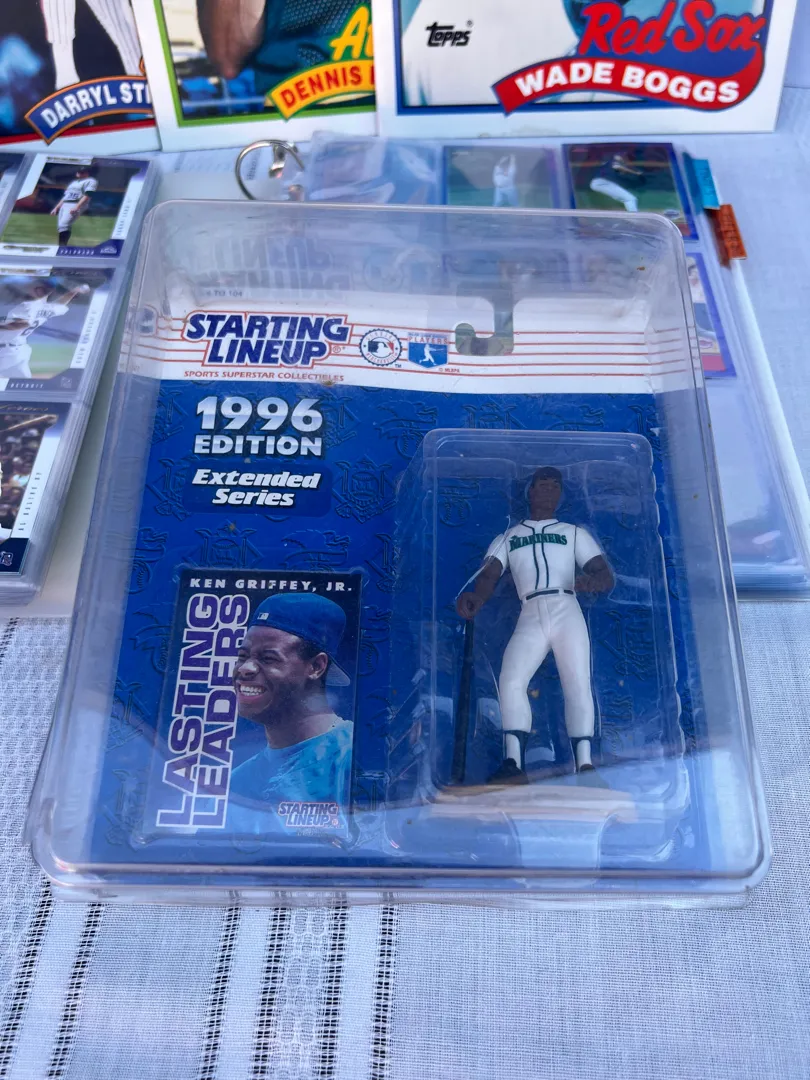 Topps
Red Sox
WADE BOGGS
A's
DENNIS
DARRYL ST
STARTING
LINEUP®
SPORTS SUPERSTAR COLLECTIBLES
PLAYERS
1996
EDITION
Extended
Series
KEN GRIFFEY, JR.
LASTING
LEADERS
STARTING
LINEUP
MARINERS